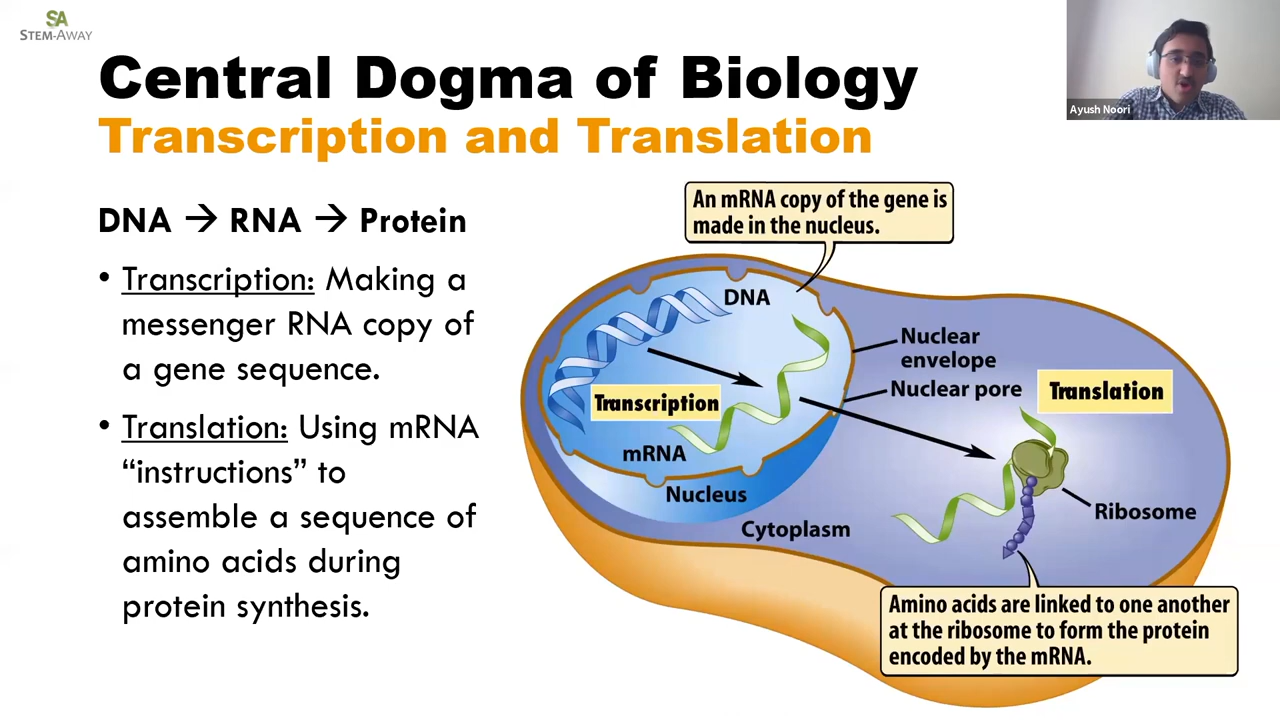 SA
STEM-AWAY
Central Dogma of Biology
Transcription and Translation
Ayush Noori
DNA → RNA → Protein
• Transcription: Making a
messenger RNA copy of
a gene sequence.
• Translation: Using mRNA
“instructions” to
assemble a sequence of
amino acids during
protein synthesis.
An mRNA copy of the gene is
made in the nucleus.
DNA
Nuclear
envelope
Nuclear pore
Translation
Transcription
mRNA
Nucleus
Cytoplasm
Ribosome
Amino acids are linked to one another
at the ribosome to form the protein
encoded by the mRNA.